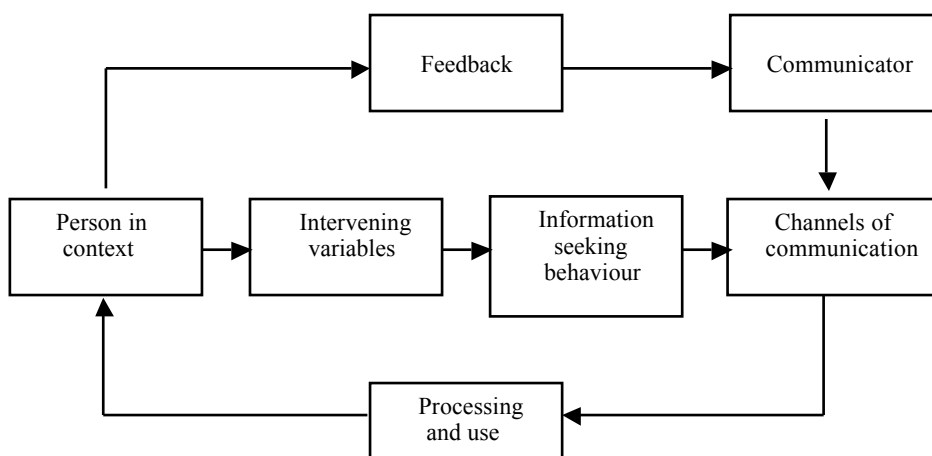 Feedback
Communicator
Person in
context
Intervening
variables
Information
seeking
behaviour
Channels of
communication
Processing
and use